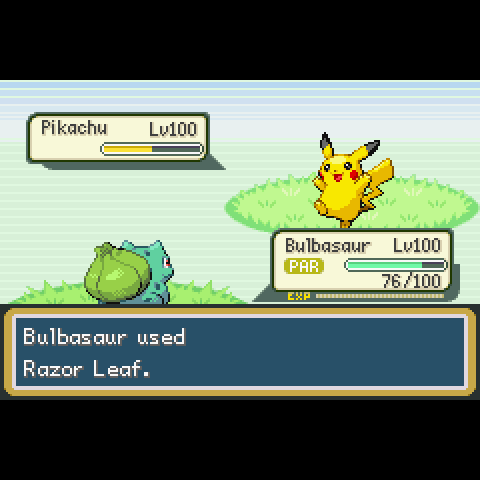 Pikachu Lv100
Bulbasaur Lv100
PAR
76/100
EXP
Bulbasaur used
Razor Leaf.